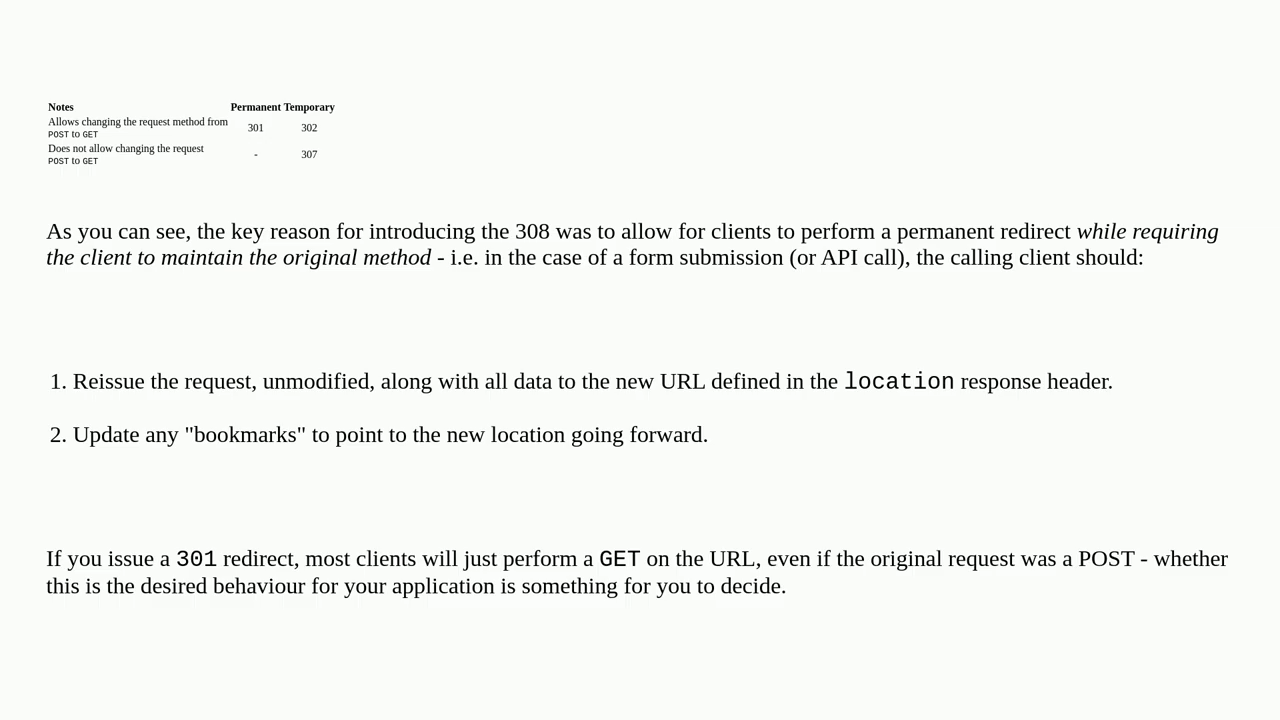 Notes Permanent Temporary
Allows changing the request method from
POST to GET 301 302
Does not allow changing the request
POST to GET - 307
As you can see, the key reason for introducing the 308 was to allow for clients to perform a permanent redirect while requiring
the client to maintain the original method - i.e. in the case of a form submission (or API call), the calling client should:
1. Reissue the request, unmodified, along with all data to the new URL defined in the location response header.
2. Update any "bookmarks" to point to the new location going forward.
If you issue a 301 redirect, most clients will just perform a GET on the URL, even if the original request was a POST - whether
this is the desired behaviour for your application is something for you to decide.